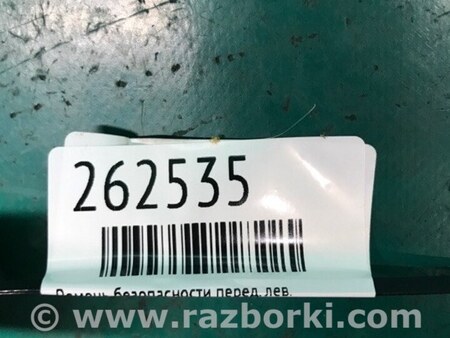 262535
Ремень безопасности перед. лев.
© www.razborki.com